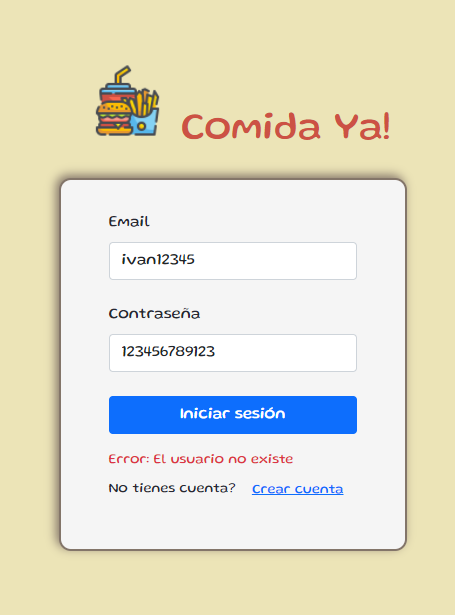 Comida Ya!
Email
ivan12345
Contraseña
123456789123
Iniciar sesión
Error: El usuario no existe
No tienes cuenta? Crear cuenta